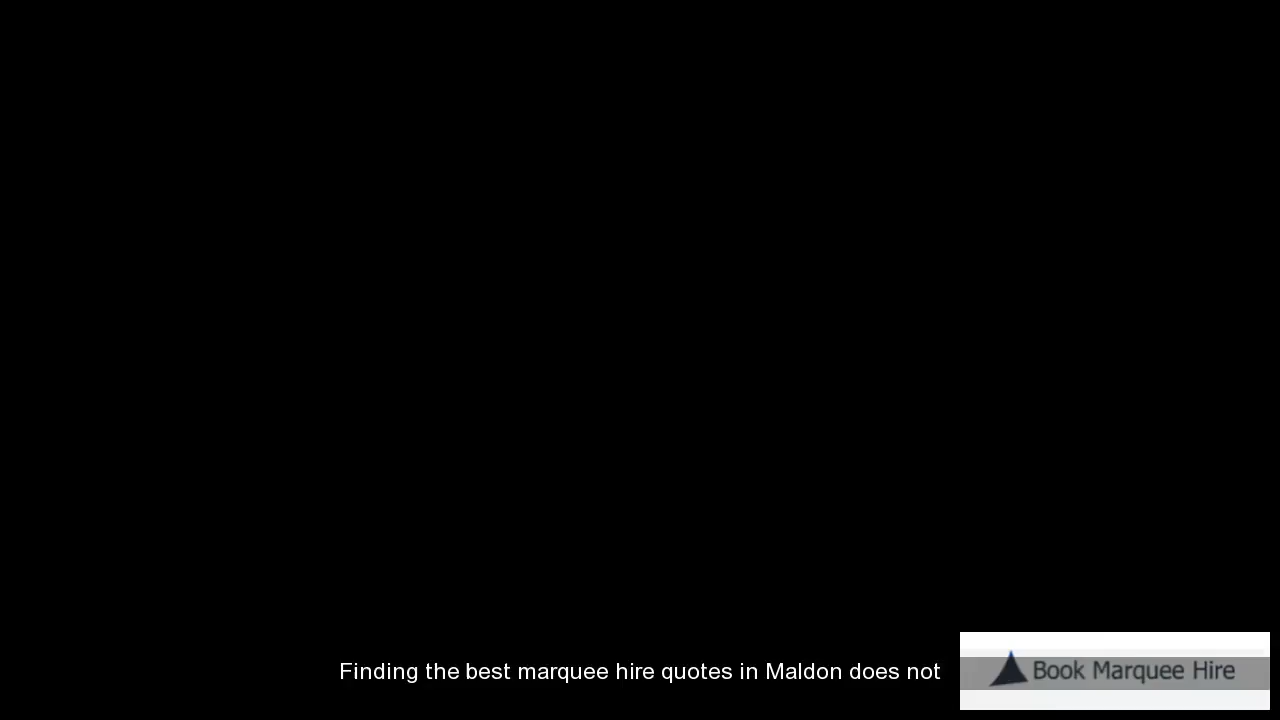 Finding the best marquee hire quotes in Maldon does not
Book Marquee Hire